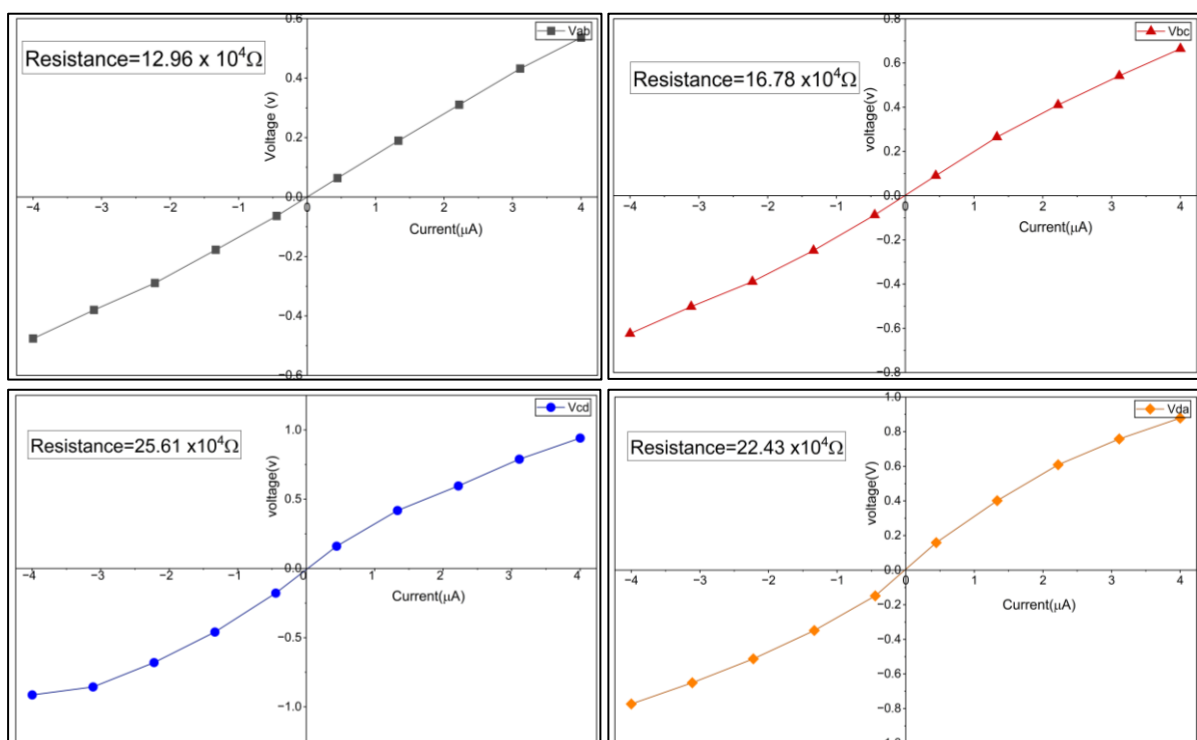 0.6
Vab
Resistance=12.96 x 10⁴Ω
0.4
Voltage (v)
0.2
0.0
−4 −3 −2 −1 0 1 2 3 4
Current(μA)
−0.2
−0.4
−0.6
0.8
Vbc
0.6
Resistance=16.78 x10⁴Ω
voltage(v)
0.4
0.2
0.0
−4 −3 −2 −1 0 1 2 3 4
Current(μA)
−0.2
−0.4
−0.6
−0.8
Vcd
1.0
Resistance=25.61 x10⁴Ω
voltage(v)
0.5
0.0
−4 −3 −2 −1 0 1 2 3 4
Current(μA)
−0.5
−1.0
1.0
Vda
0.8
Resistance=22.43 x10⁴Ω
voltage(V)
0.6
0.4
0.2
0.0
−4 −3 −2 −1 0 1 2 3 4
Current(μA)
−0.2
−0.4
−0.6
−0.8